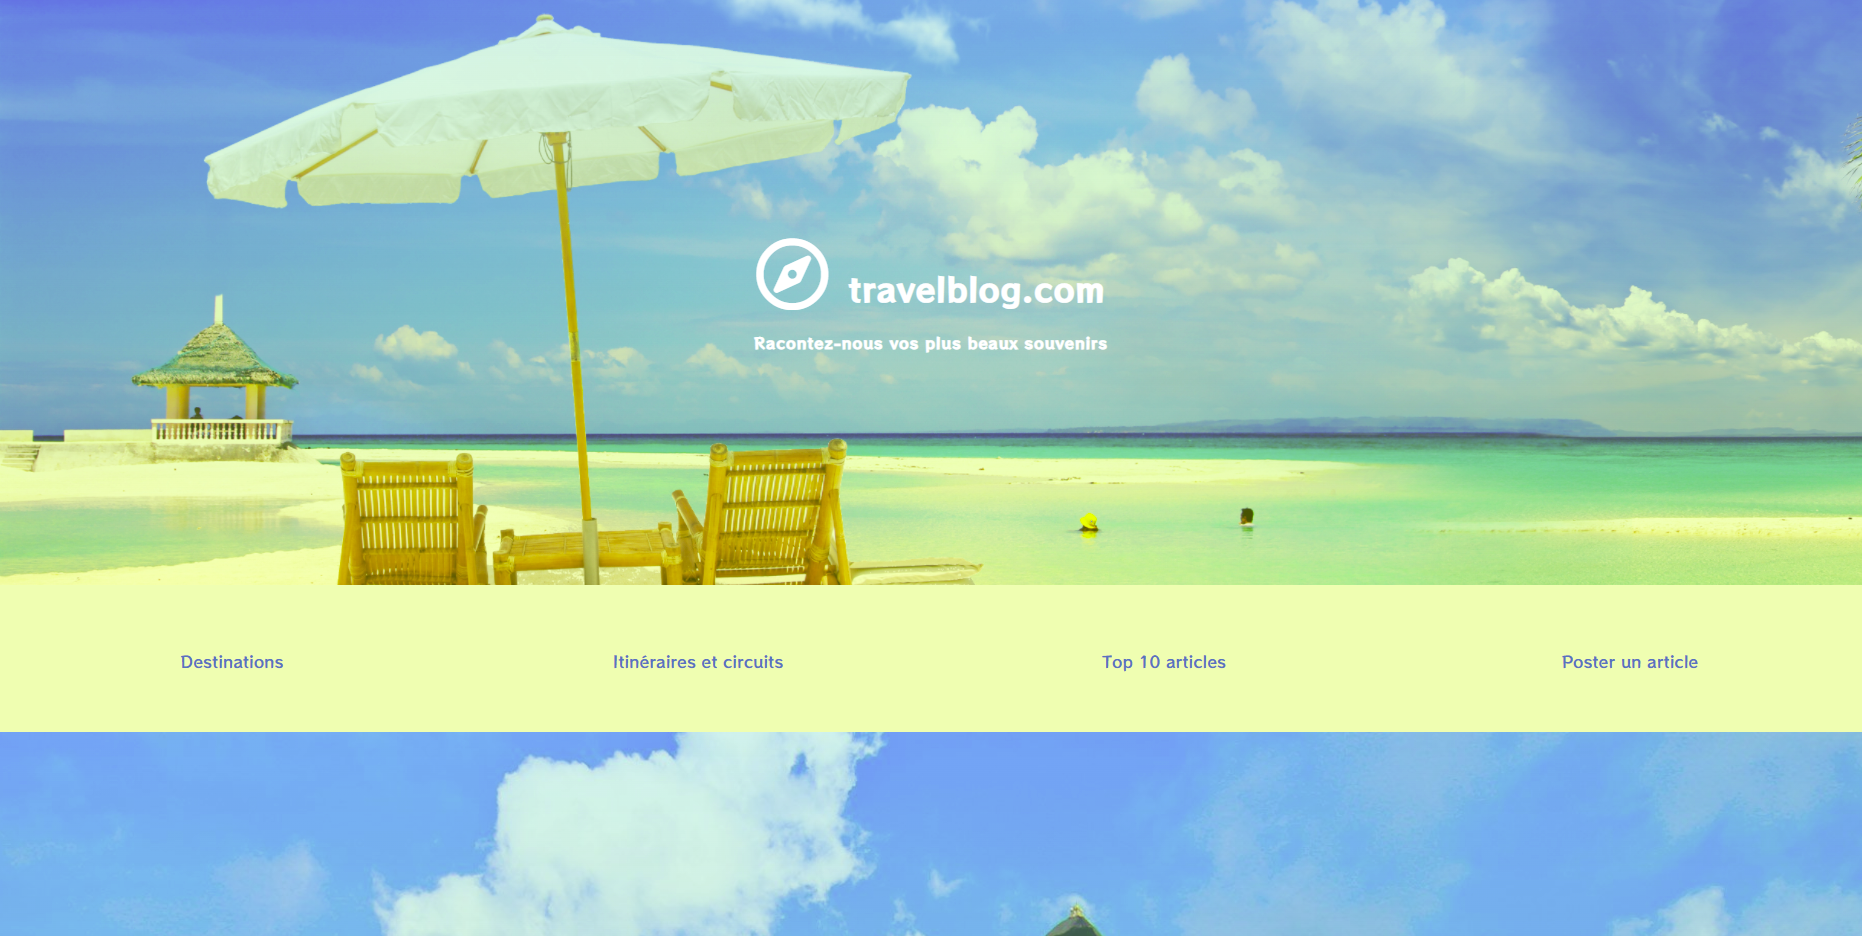 travelblog.com
Racontez-nous vos plus beaux souvenirs
Destinations
Itinéraires et circuits
Top 10 articles
Poster un article